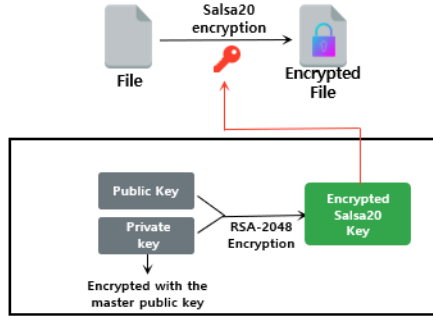 Salsa20
encryption
File
Encrypted
File
Public Key
Private
key
RSA-2048
Encryption
Encrypted
Salsa20
Key
Encrypted with the
master public key